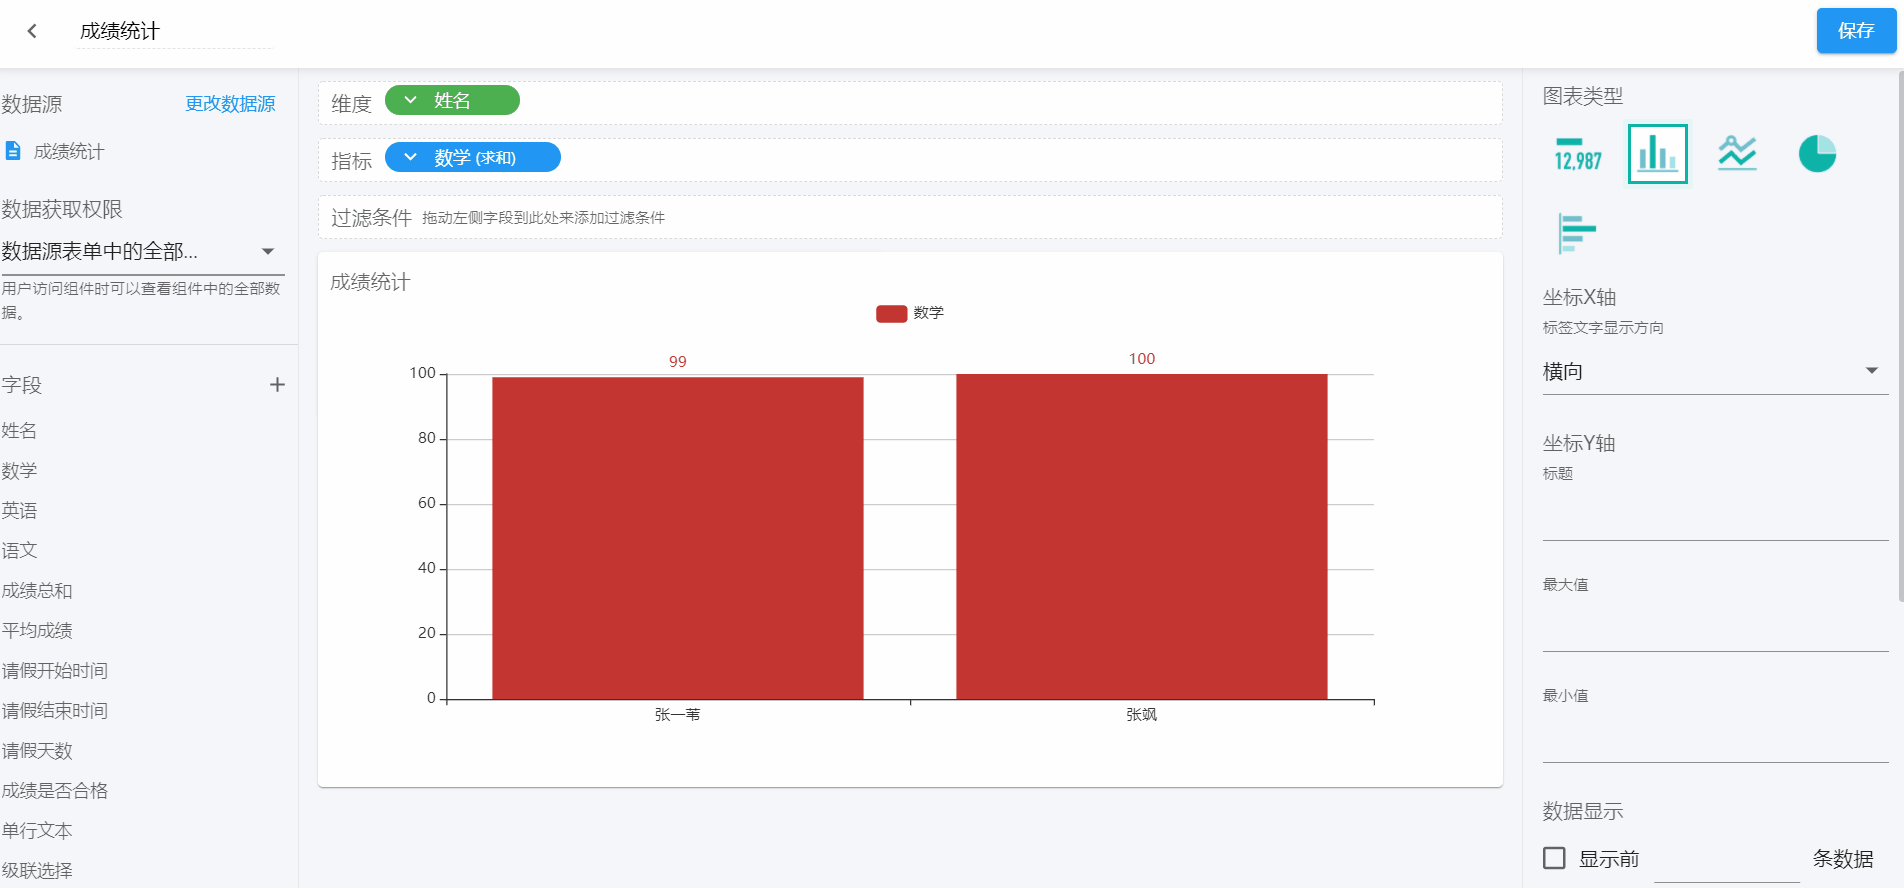 成绩统计
保存
数据源
更改数据源
成绩统计
数据获取权限
数据源表单中的全部...
用户访问组件时可以查看组件中的全部数
据。
字段
姓名
数学
英语
语文
成绩总和
平均成绩
请假开始时间
请假结束时间
请假天数
成绩是否合格
单行文本
级联选择
维度
姓名
指标
数学 (求和)
过滤条件
拖动左侧字段到此处来添加过滤条件
成绩统计
数学
99
100
100
80
60
40
20
0
张一苇
张飒
图表类型
12,987
坐标X轴
标签文字显示方向
横向
坐标Y轴
标题
最大值
最小值
数据显示
显示前
条数据